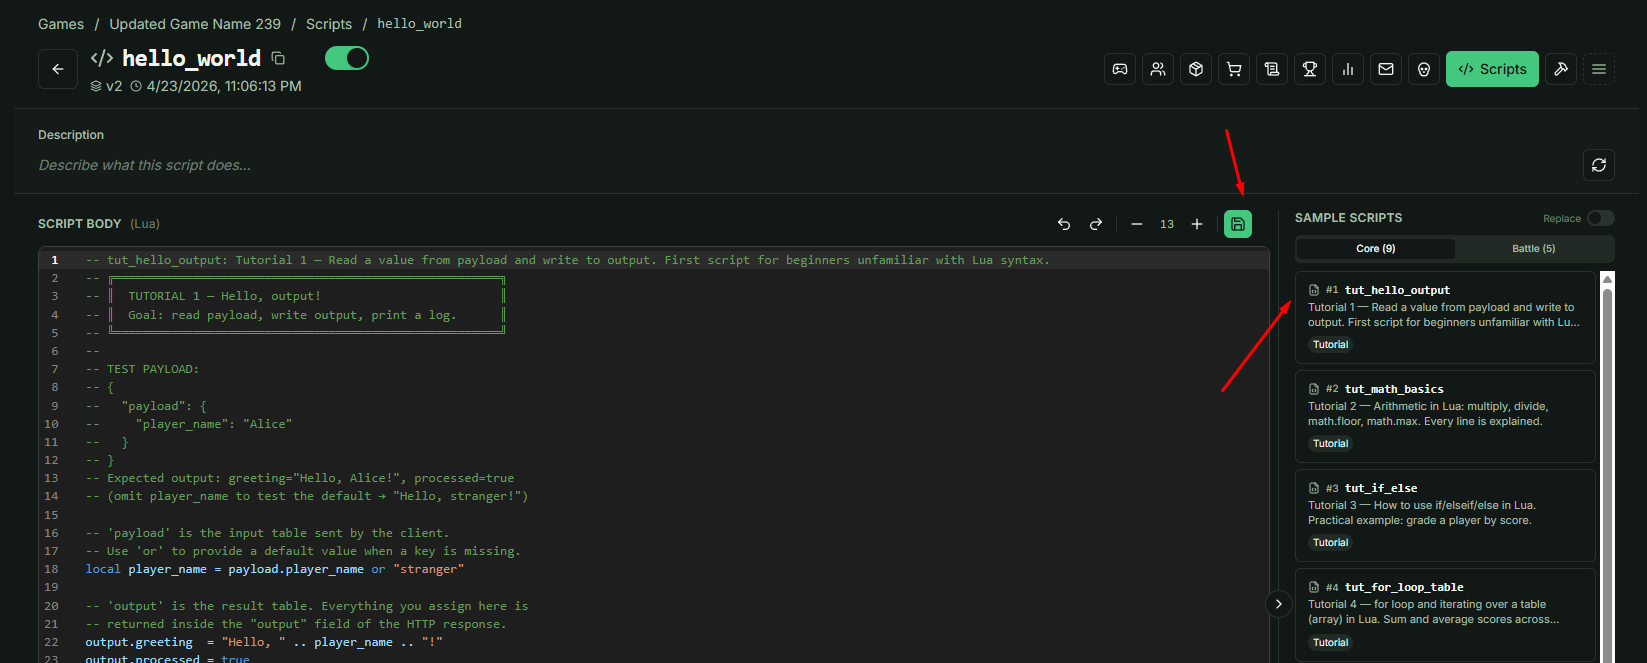 Games / Updated Game Name 239 / Scripts / hello_world
</> hello_world
v2 4/23/2026, 11:06:13 PM
</> Scripts
Description
Describe what this script does...
SCRIPT BODY (Lua)
13
1 -- tut_hello_output: Tutorial 1 — Read a value from payload and write to output. First script for beginners unfamiliar with Lua syntax.
2 -- ╔══════════════════════════════════════════════════════╗
3 -- ║ TUTORIAL 1 — Hello, output! ║
4 -- ║ Goal: read payload, write output, print a log. ║
5 -- ╚══════════════════════════════════════════════════════╝
6 --
7 -- TEST PAYLOAD:
8 -- {
9 -- "payload": {
10 -- "player_name": "Alice"
11 -- }
12 -- }
13 -- Expected output: greeting="Hello, Alice!", processed=true
14 -- (omit player_name to test the default → "Hello, stranger!")
15
16 -- 'payload' is the input table sent by the client.
17 -- Use 'or' to provide a default value when a key is missing.
18 local player_name = payload.player_name or "stranger"
19
20 -- 'output' is the result table. Everything you assign here is
21 -- returned inside the "output" field of the HTTP response.
22 output.greeting = "Hello, " .. player_name .. "!"
23 output.processed = true
SAMPLE SCRIPTS
Replace
Core (9)
Battle (5)
#1 tut_hello_output
Tutorial 1 — Read a value from payload and write to
output. First script for beginners unfamiliar with Lu...
Tutorial
#2 tut_math_basics
Tutorial 2 — Arithmetic in Lua: multiply, divide,
math.floor, math.max. Every line is explained.
Tutorial
#3 tut_if_else
Tutorial 3 — How to use if/elseif/else in Lua.
Practical example: grade a player by score.
Tutorial
#4 tut_for_loop_table
Tutorial 4 — for loop and iterating over a table
(array) in Lua. Sum and average scores across...
Tutorial